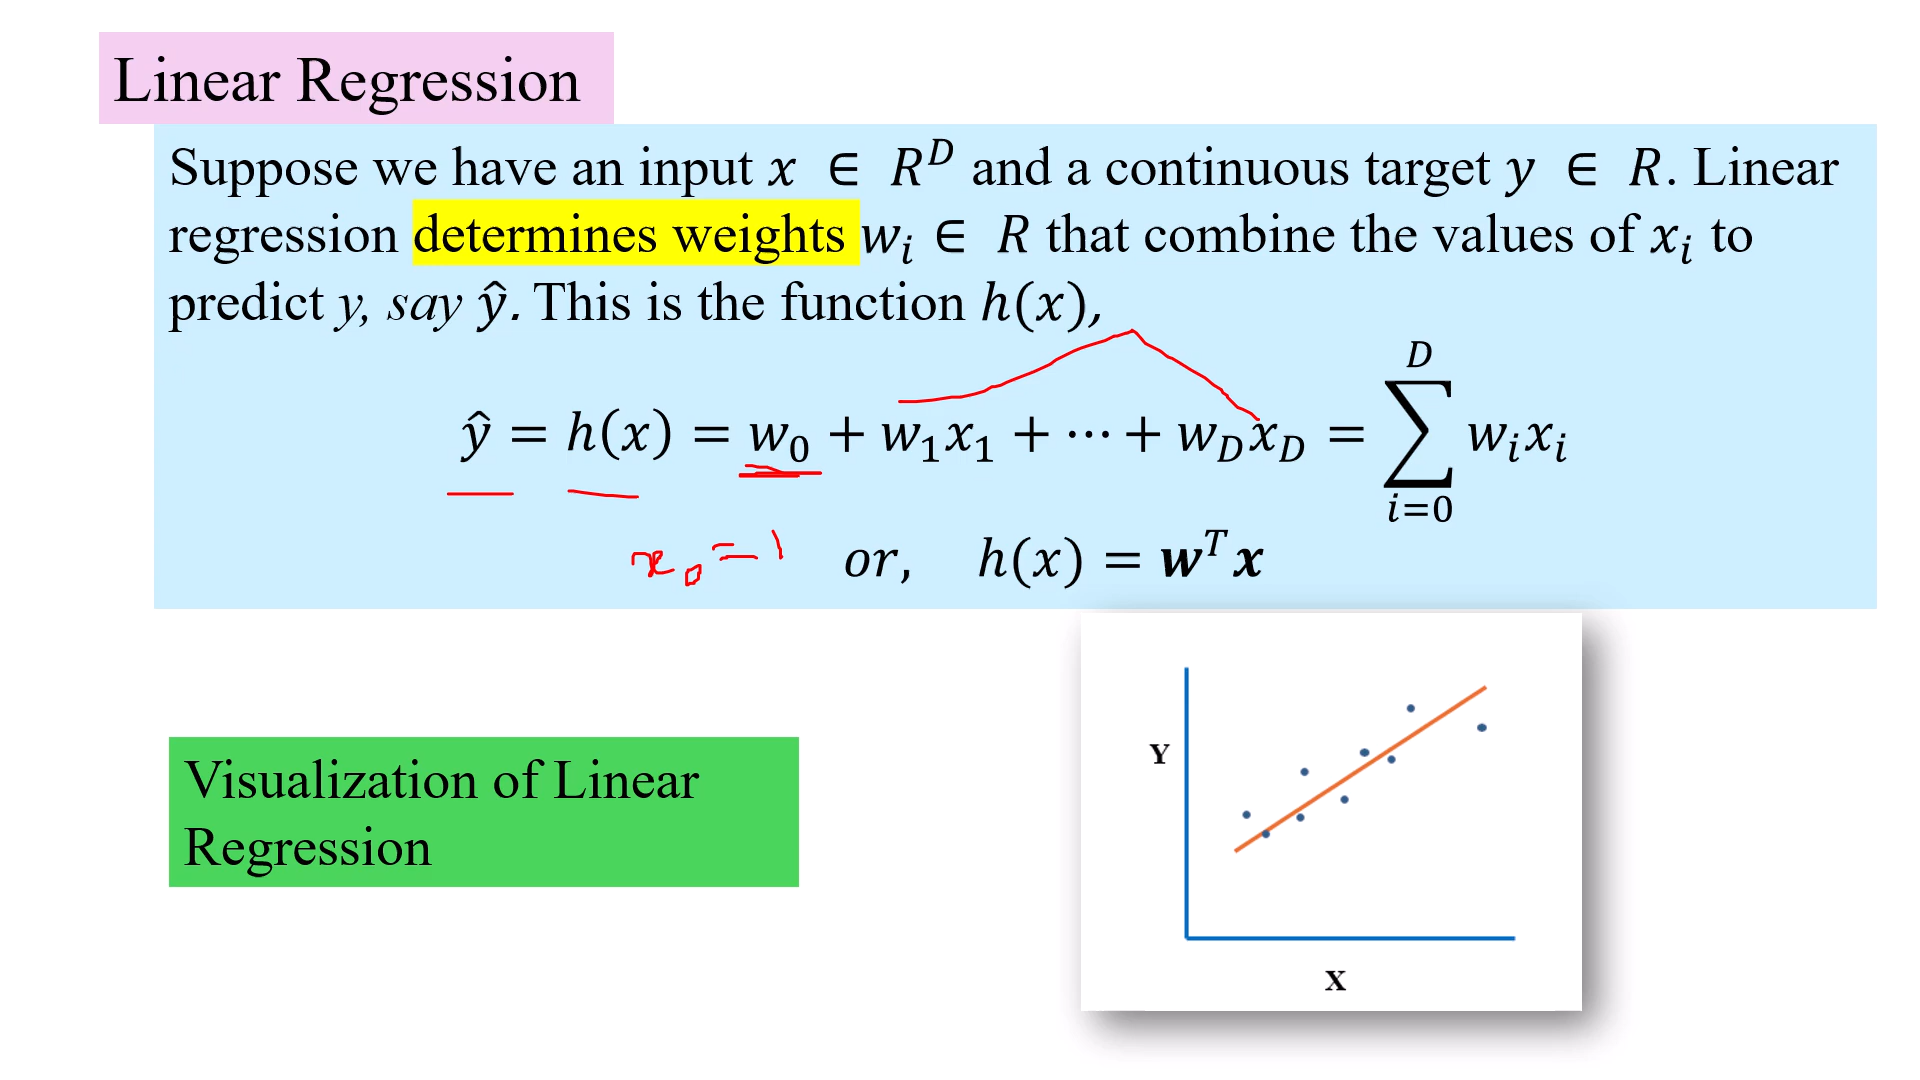 Linear Regression
Suppose we have an input x ∈ R^D and a continuous target y ∈ R. Linear
regression determines weights w_i ∈ R that combine the values of x_i to
predict y, say ŷ. This is the function h(x),
ŷ = h(x) = w_0 + w_1x_1 + ⋯ + w_Dx_D = ∑_{i=0}^{D} w_ix_i
x_0 = 1 or, h(x) = w^T x
Visualization of Linear
Regression
Y
X